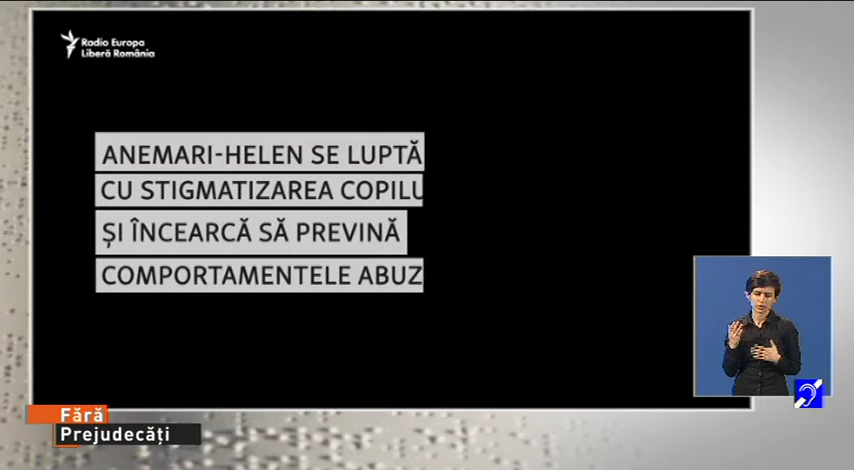 Radio Europa
Liberă România
ANEMARI-HELEN SE LUPTĂ
CU STIGMATIZAREA COPILU
ȘI ÎNCEARCĂ SĂ PREVINĂ
COMPORTAMENTELE ABUZ
Fără
Prejudecăți